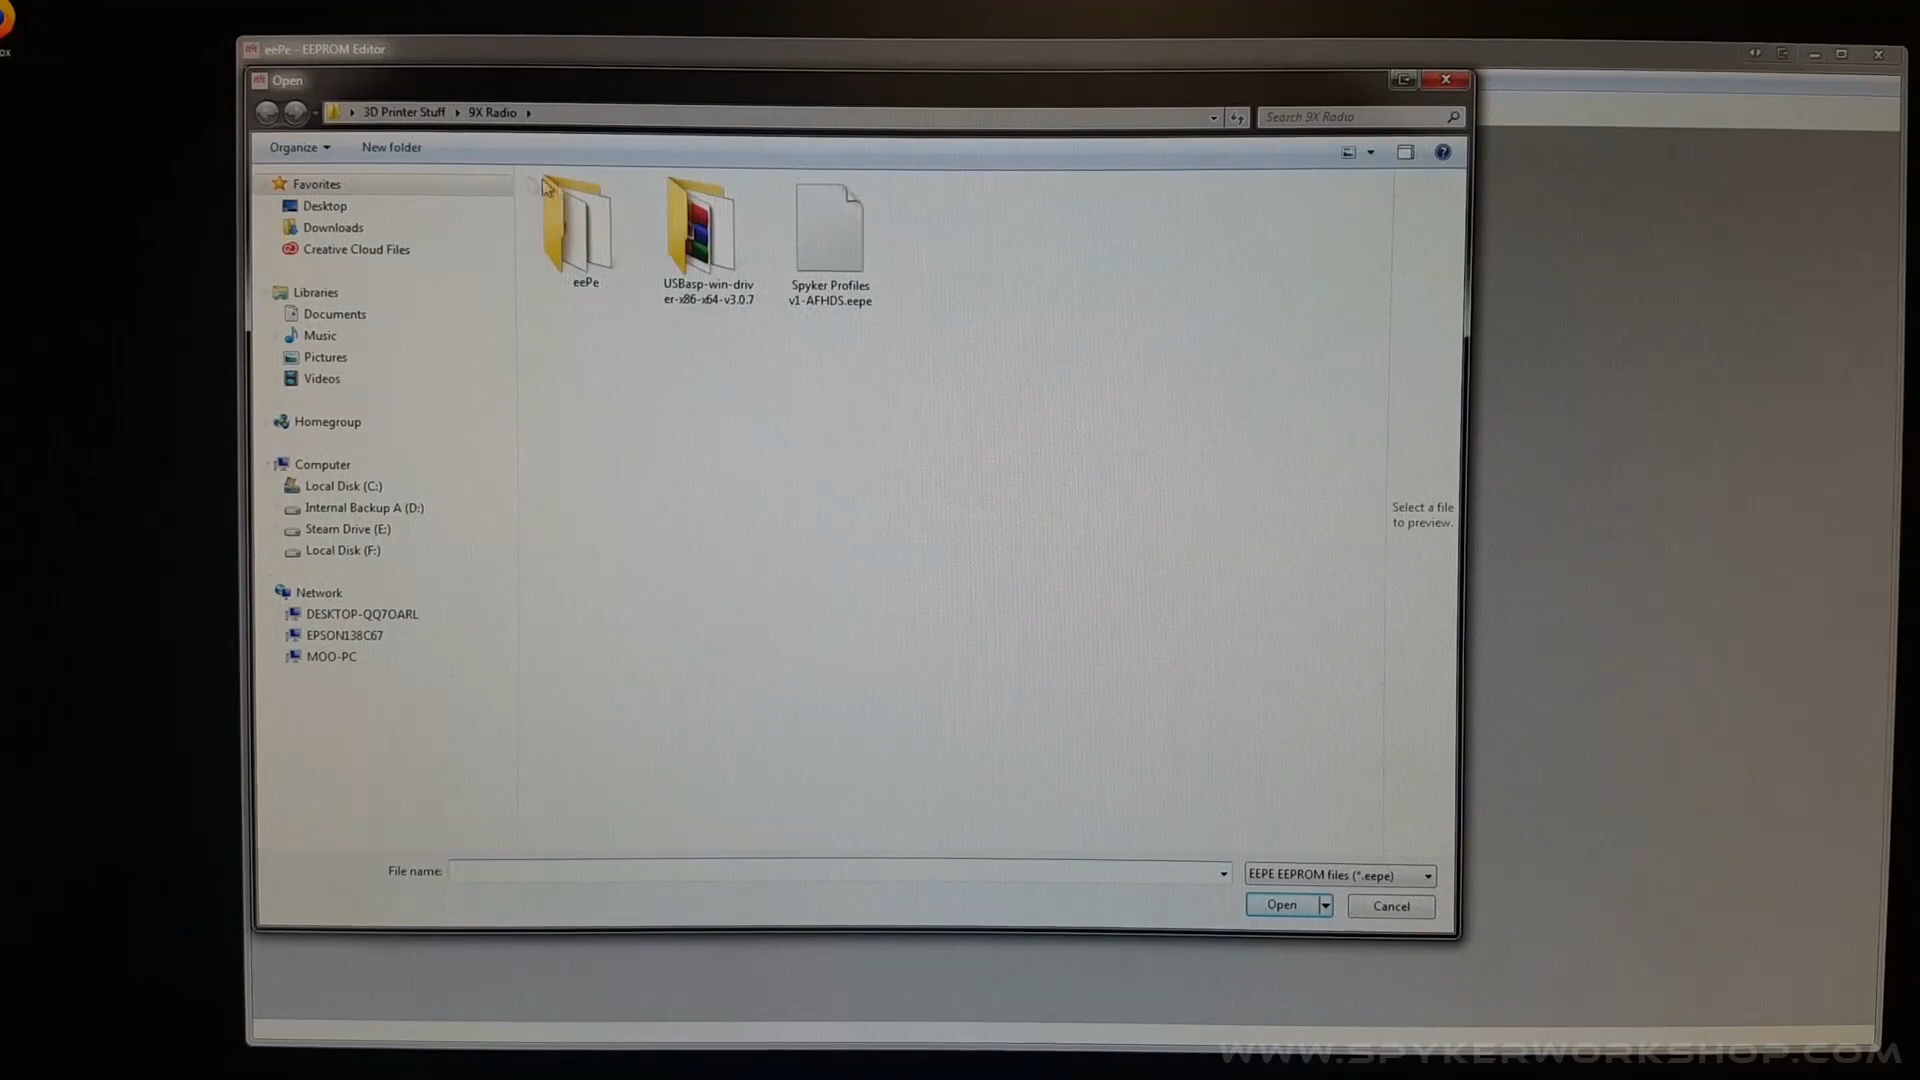 ox
eePe - EEPROM Editor
Open
3D Printer Stuff
9X Radio
Search 9X Radio
Organize
New folder
Favorites
Desktop
Downloads
Creative Cloud Files
Libraries
Documents
Music
Pictures
Videos
Homegroup
Computer
Local Disk (C:)
Internal Backup A (D:)
Steam Drive (E:)
Local Disk (F:)
Network
DESKTOP-QQ7OARL
EPSON138C67
MOO-PC
eePe
USBasp-win-driv
er-x86-x64-v3.0.7
Spyker Profiles
v1-AFHDS.eepe
Select a file
to preview.
File name:
EEPE EEPROM files (*.eepe)
Open
Cancel
WWW.SPYKERWORKSHOP.COM